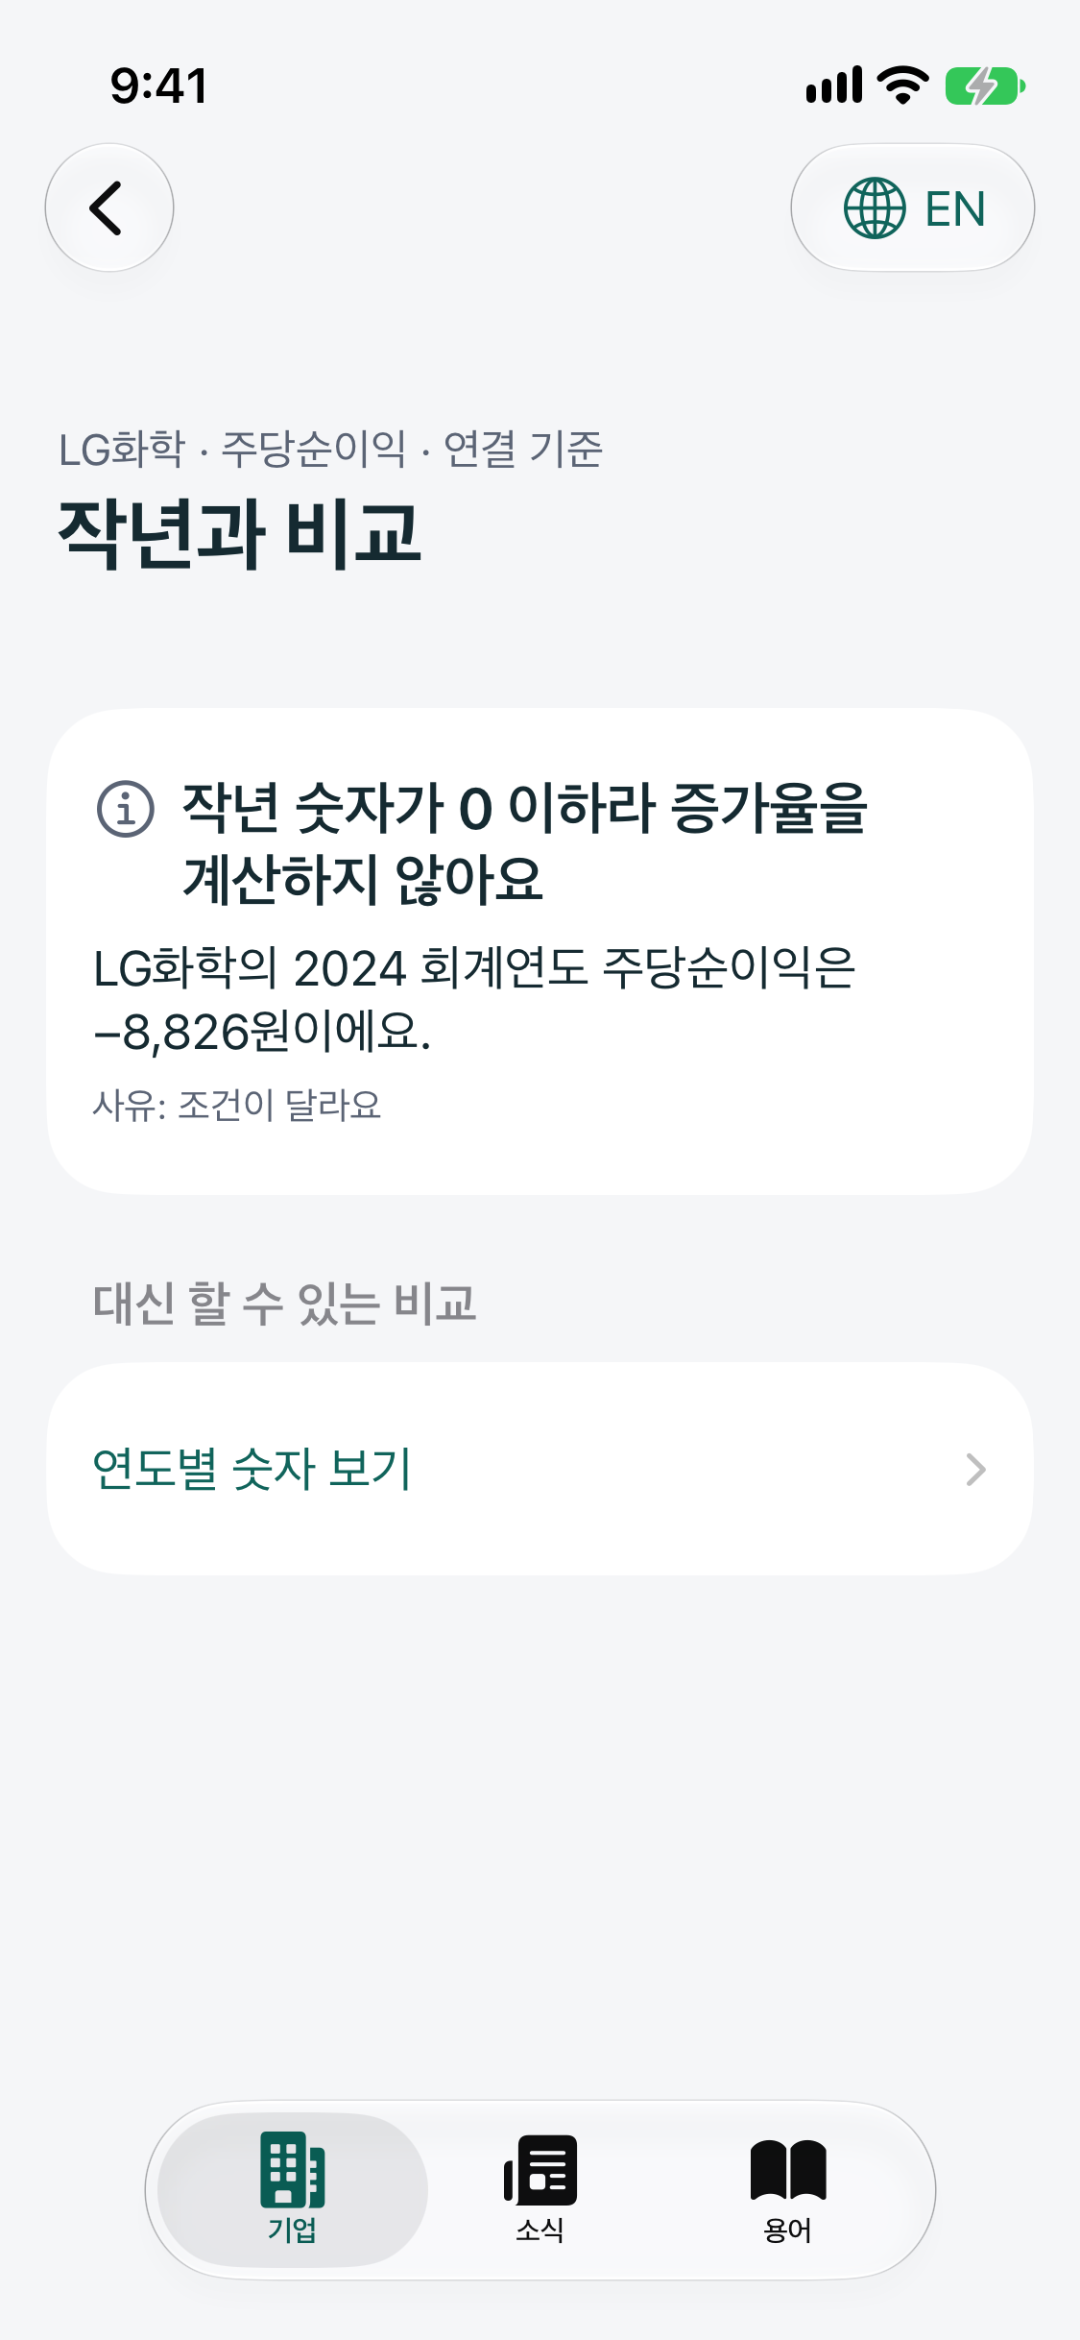 9:41
EN
LG화학 · 주당순이익 · 연결 기준
작년과 비교
작년 숫자가 0 이하라 증가율을
계산하지 않아요
LG화학의 2024 회계연도 주당순이익은
−8,826원이에요.
사유: 조건이 달라요
대신 할 수 있는 비교
연도별 숫자 보기
기업
소식
용어